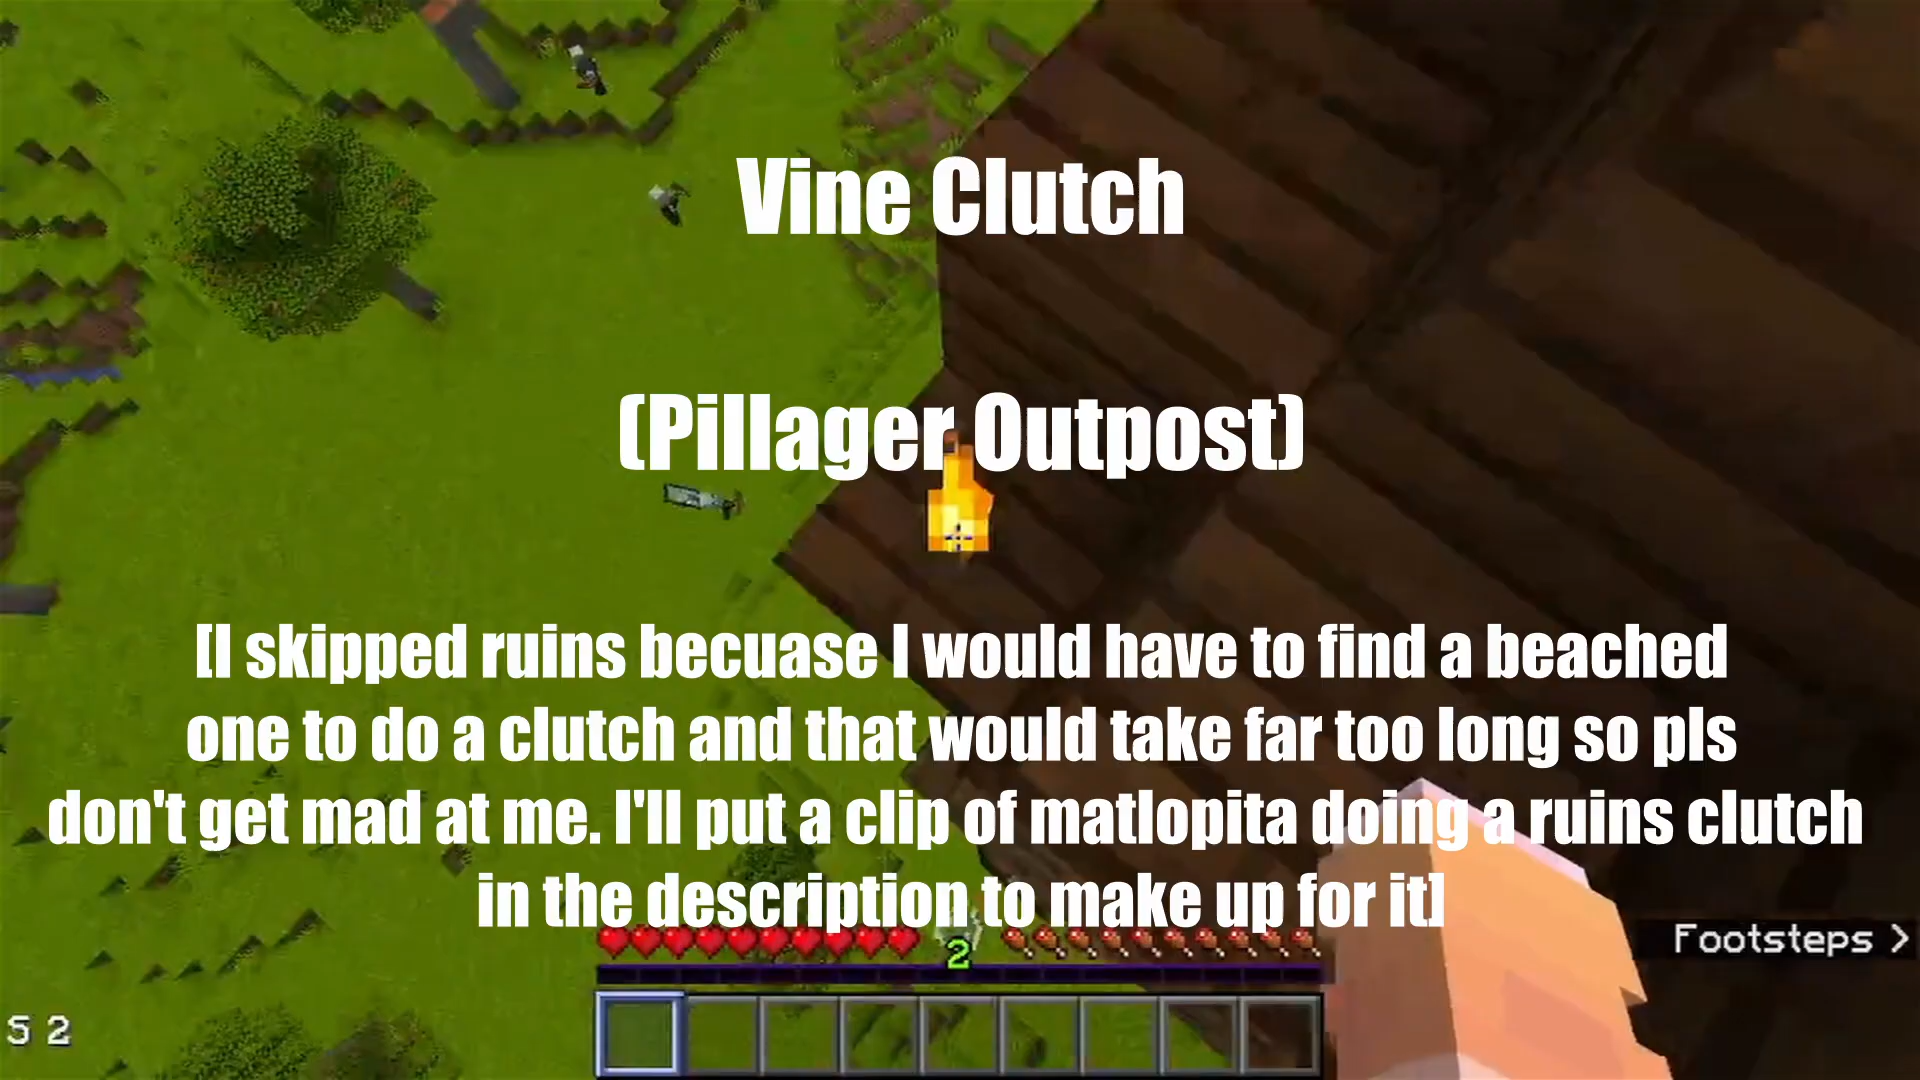 Vine Clutch
(Pillager Outpost)
[I skipped ruins becuase I would have to find a beached
one to do a clutch and that would take far too long so pls
don't get mad at me. I'll put a clip of matlopita doing a ruins clutch
in the description to make up for it]
Footsteps >
2
S 2